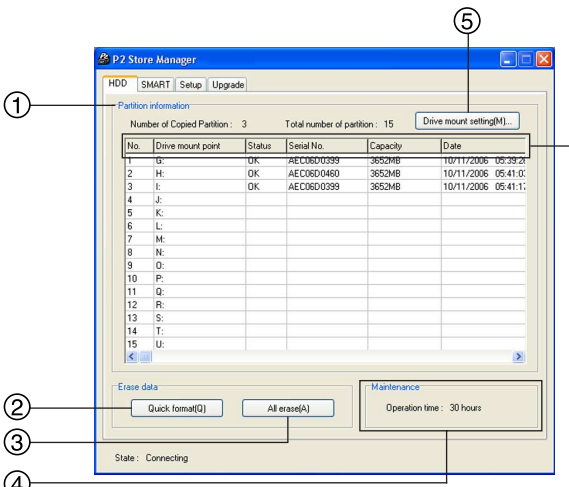 ⑤
P2 Store Manager
HDD SMART Setup Upgrade
①
Partition information
Number of Copied Partition : 3 Total number of partition : 15 Drive mount setting(M)...
No. Drive mount point Status Serial No. Capacity Date
1 G: OK AEC06D0399 3652MB 10/11/2006 05:39:28
2 H: OK AEC06D0460 3652MB 10/11/2006 05:41:0
3 I: OK AEC06D0399 3652MB 10/11/2006 05:41:1
4 J:
5 K:
6 L:
7 M:
8 N:
9 O:
10 P:
11 Q:
12 R:
13 S:
14 T:
15 U:
Erase data Maintenance
② Quick format(Q) All erase(A) Operation time : 30 hours
③
State : Connecting
④